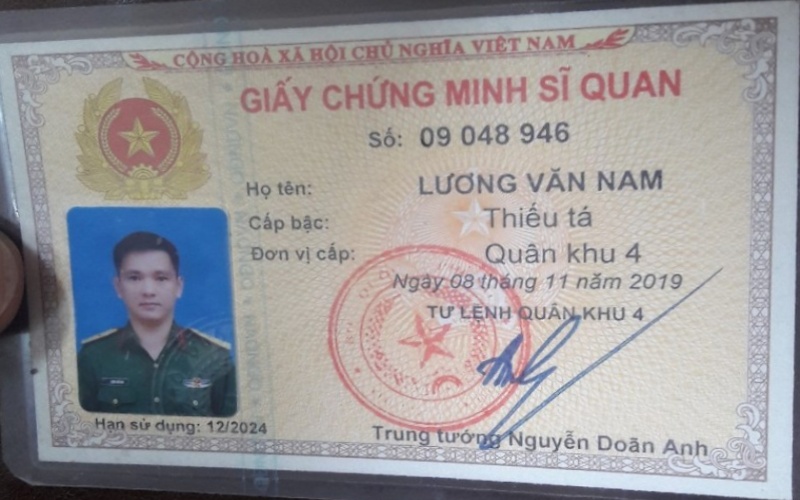 CỘNG HOÀ XÃ HỘI CHỦ NGHĨA VIỆT NAM
GIẤY CHỨNG MINH SĨ QUAN
Số: 09 048 946
Họ tên: LƯƠNG VĂN NAM
Cấp bậc: Thiếu tá
Đơn vị cấp: Quân khu 4
Ngày 08 tháng 11 năm 2019
TƯ LỆNH QUÂN KHU 4
Hạn sử dụng: 12/2024
Trung tướng Nguyễn Doãn Anh